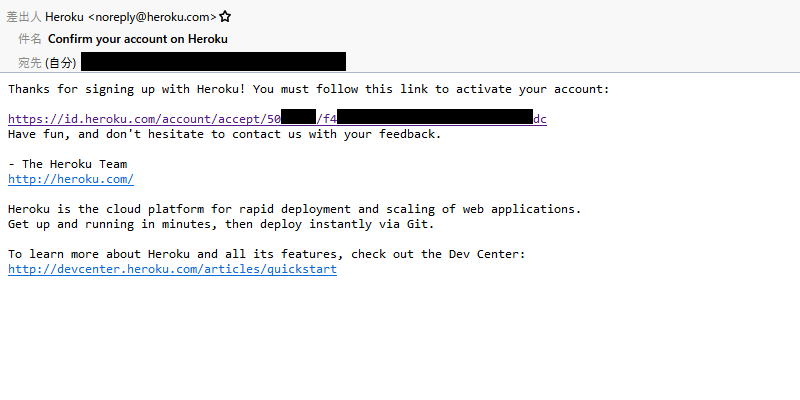 差出人 Heroku <noreply@heroku.com>
件名 Confirm your account on Heroku
宛先 (自分)
Thanks for signing up with Heroku! You must follow this link to activate your account:
https://id.heroku.com/account/accept/50 /f4 dc
Have fun, and don't hesitate to contact us with your feedback.
- The Heroku Team
http://heroku.com/
Heroku is the cloud platform for rapid deployment and scaling of web applications.
Get up and running in minutes, then deploy instantly via Git.
To learn more about Heroku and all its features, check out the Dev Center:
http://devcenter.heroku.com/articles/quickstart